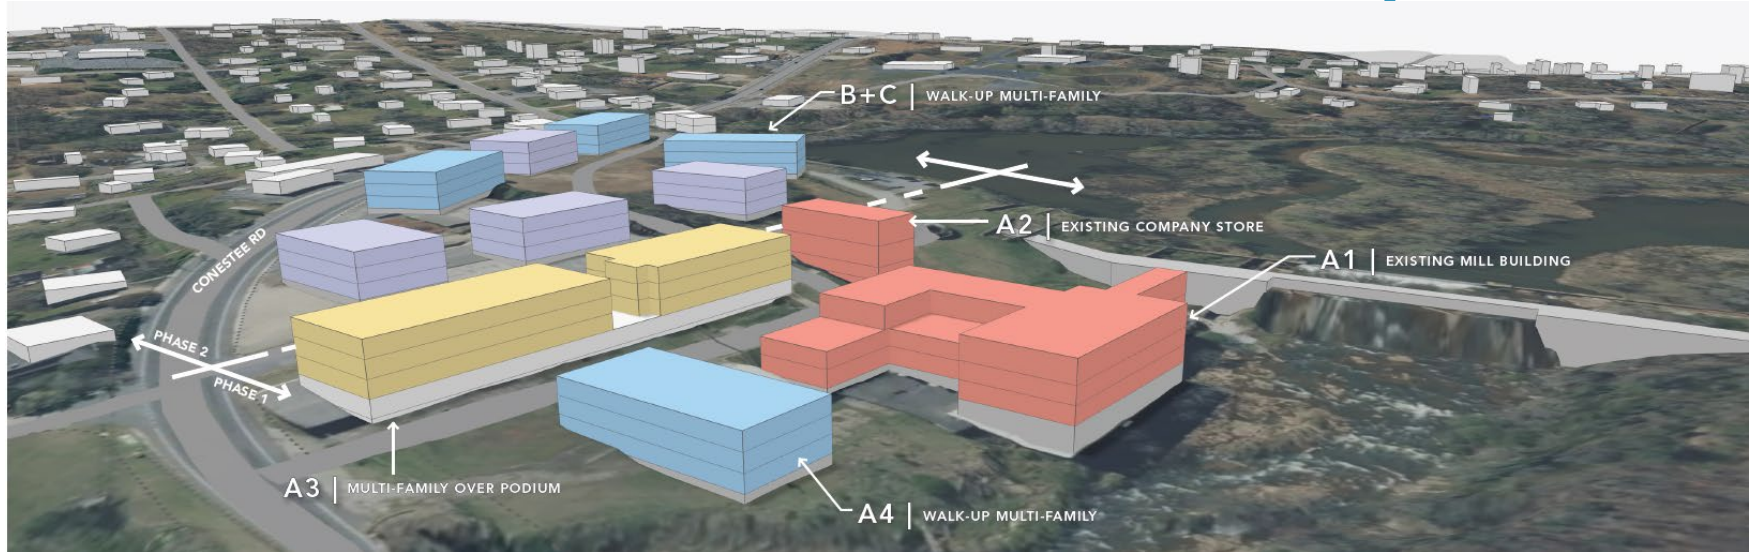 B+C | WALK-UP MULTI-FAMILY
A2 | EXISTING COMPANY STORE
A1 | EXISTING MILL BUILDING
CONESTEE RD
PHASE 2
PHASE 1
A3 | MULTI-FAMILY OVER PODIUM
A4 | WALK-UP MULTI-FAMILY